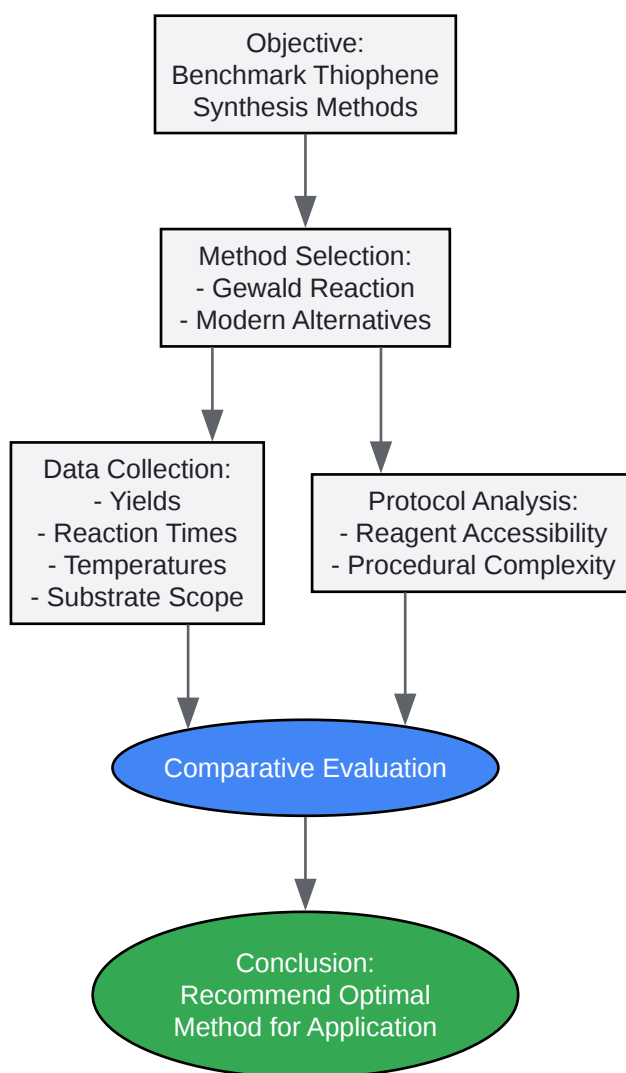 Objective:
Benchmark Thiophene
Synthesis Methods
Method Selection:
- Gewald Reaction
- Modern Alternatives
Data Collection:
- Yields
- Reaction Times
- Temperatures
- Substrate Scope
Protocol Analysis:
- Reagent Accessibility
- Procedural Complexity
Comparative Evaluation
Conclusion:
Recommend Optimal
Method for Application